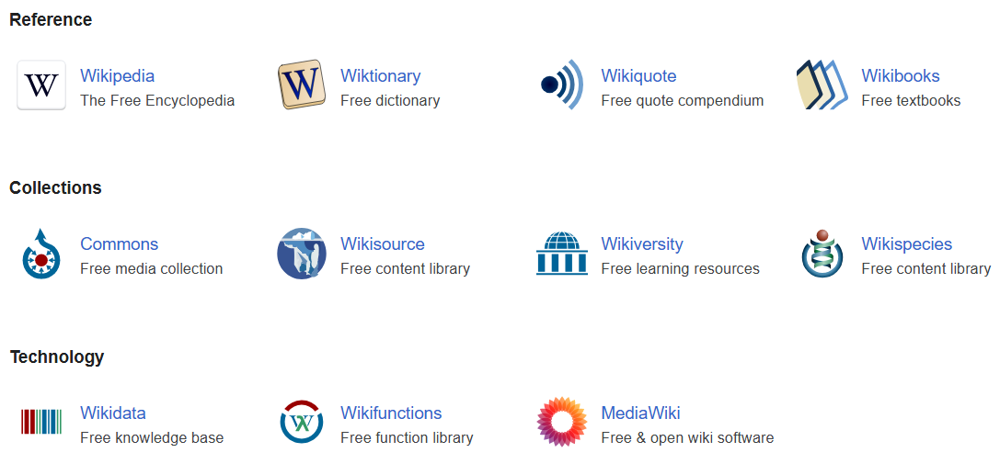 Reference
Wikipedia
The Free Encyclopedia
Wiktionary
Free dictionary
Wikiquote
Free quote compendium
Wikibooks
Free textbooks
Collections
Commons
Free media collection
Wikisource
Free content library
Wikiversity
Free learning resources
Wikispecies
Free content library
Technology
Wikidata
Free knowledge base
Wikifunctions
Free function library
MediaWiki
Free & open wiki software